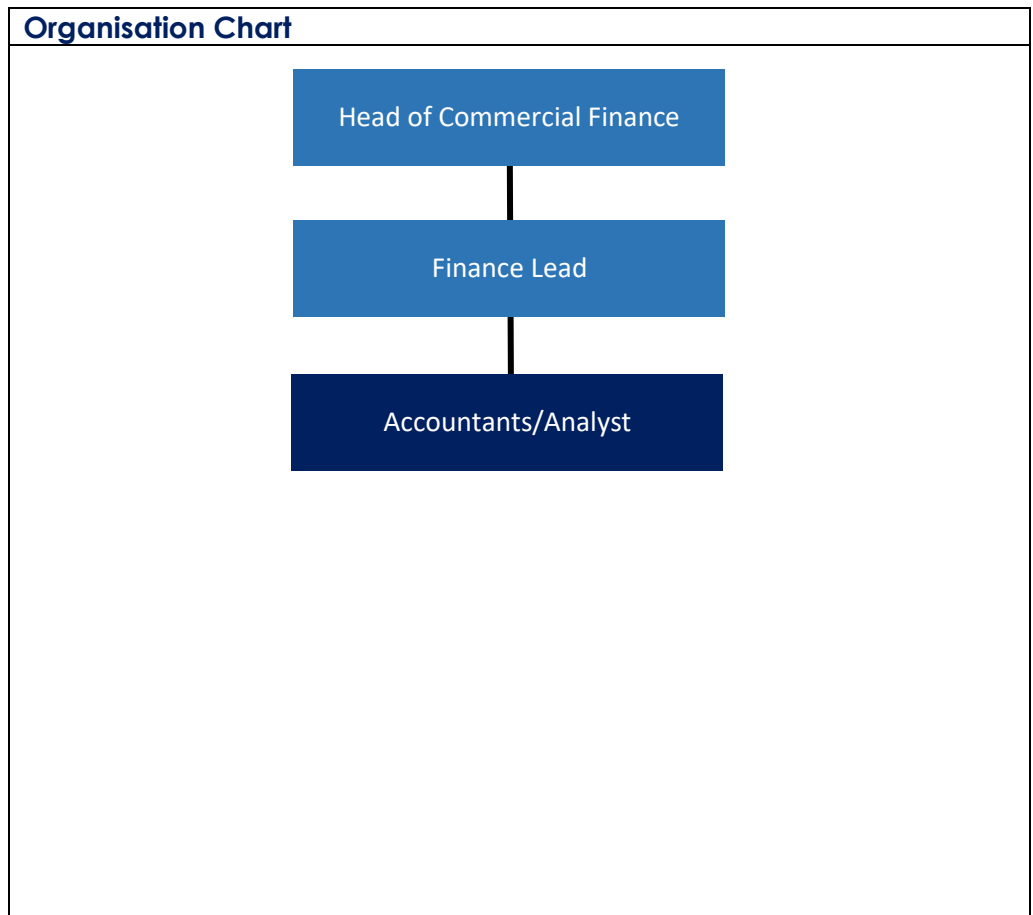 Organisation Chart
Head of Commercial Finance
Finance Lead
Accountants/Analyst